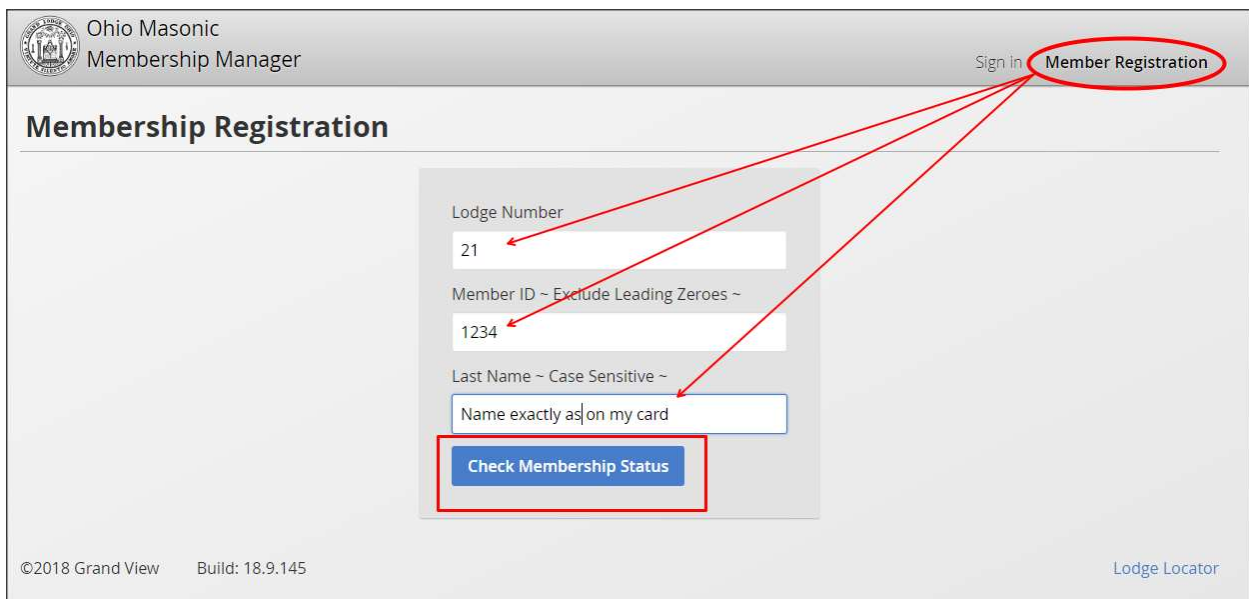 Ohio Masonic
Membership Manager
Sign in
Member Registration
Membership Registration
Lodge Number
21
Member ID ~ Exclude Leading Zeroes ~
1234
Last Name ~ Case Sensitive ~
Name exactly as on my card
Check Membership Status
©2018 Grand View
Build: 18.9.145
Lodge Locator